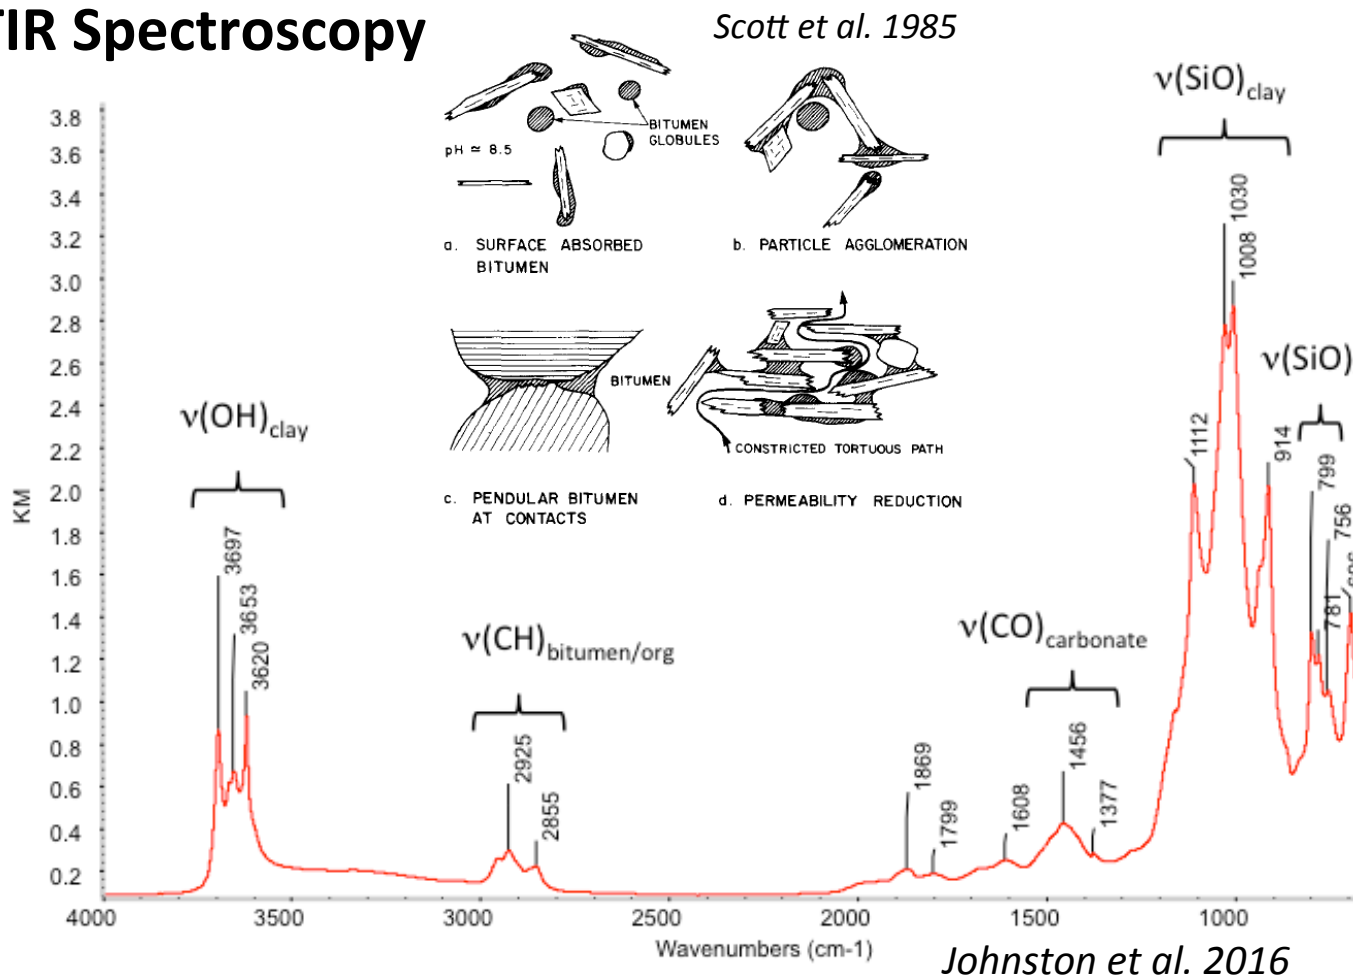 TIR Spectroscopy
Scott et al. 1985
BITUMEN
GLOBULES
pH ≃ 8.5
a. SURFACE ABSORBED
BITUMEN
b. PARTICLE AGGLOMERATION
BITUMEN
CONSTRICTED TORTUOUS PATH
c. PENDULAR BITUMEN
AT CONTACTS
d. PERMEABILITY REDUCTION
ν(OH)clay
ν(CH)bitumen/org
ν(CO)carbonate
ν(SiO)clay
ν(SiO)
3697
3653
3620
2925
2855
1869
1799
1608
1456
1377
1112
1030
1008
914
799
781
756
KM
3.8
3.6
3.4
3.2
3.0
2.8
2.6
2.4
2.2
2.0
1.8
1.6
1.4
1.2
1.0
0.8
0.6
0.4
0.2
4000 3500 3000 2500 2000 1500 1000
Wavenumbers (cm-1)
Johnston et al. 2016